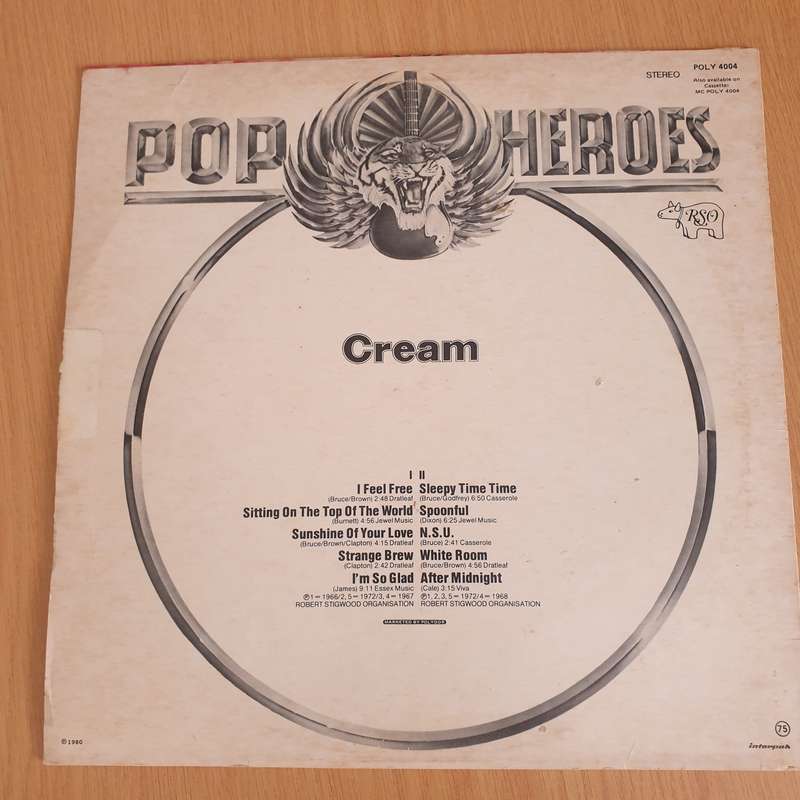 POLY 4004
STEREO
Also available on
Cassette:
MC POLY 4004
POP HEROES
RSO
Cream
I II
I Feel Free Sleepy Time Time
(Bruce/Brown) 2:48 Dratleaf (Bruce/Godfrey) 6:50 Casserole
Sitting On The Top Of The World Spoonful
(Burnett) 4:56 Jewel Music (Dixon) 6:25 Jewel Music
Sunshine Of Your Love N.S.U.
(Bruce/Brown/Clapton) 4:15 Dratleaf (Bruce) 2:41 Casserole
Strange Brew White Room
(Clapton) 2:42 Dratleaf (Bruce/Brown) 4:56 Dratleaf
I'm So Glad After Midnight
(James) 9:11 Essex Music (Cale) 3:15 Viva
℗1=1966/2, 5=1972/3, 4=1967 ℗1, 2, 3, 5=1972/4=1968
ROBERT STIGWOOD ORGANISATION ROBERT STIGWOOD ORGANISATION
MARKETED BY POLYDOR
©1980
75
interpak